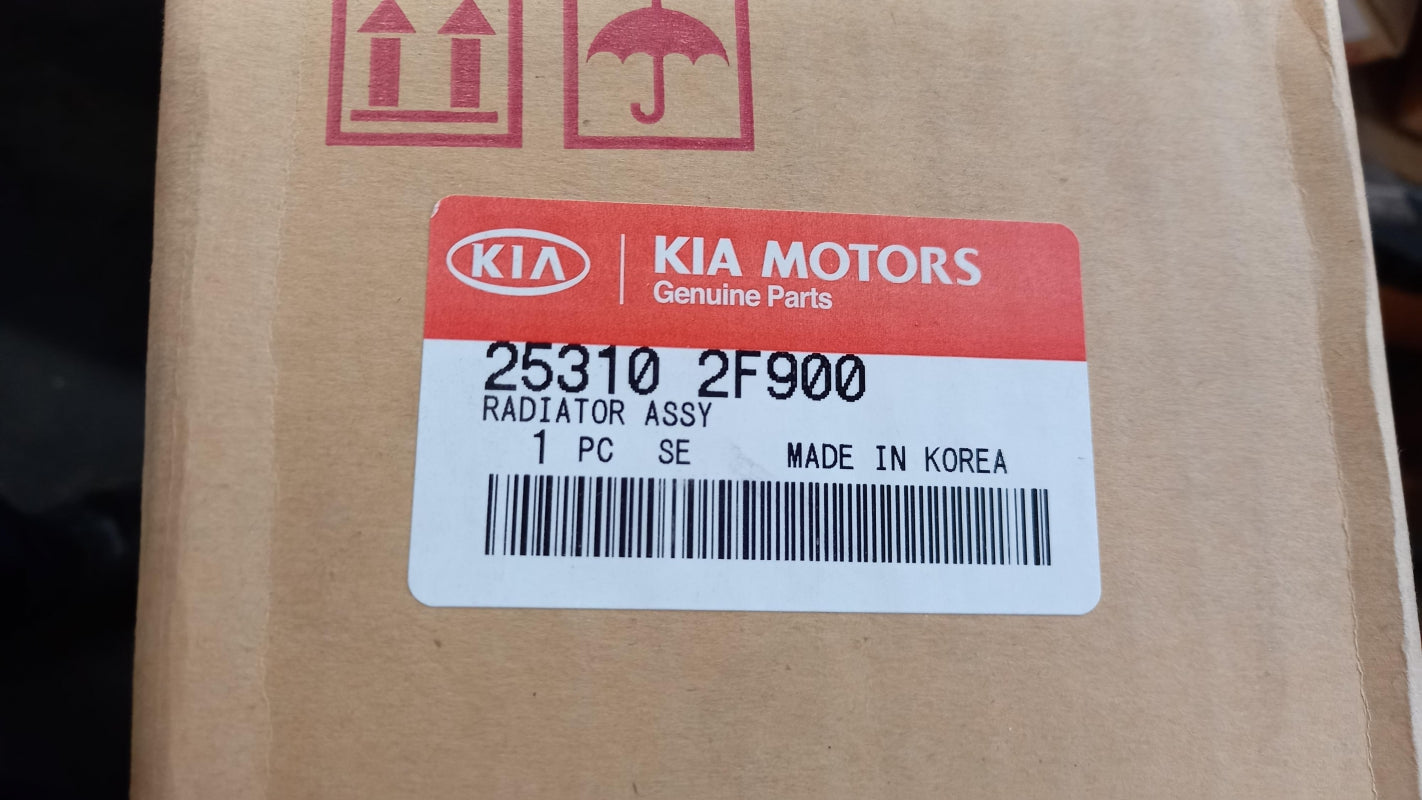 KIA
KIA MOTORS
Genuine Parts
25310 2F900
RADIATOR ASSY
1 PC SE MADE IN KOREA